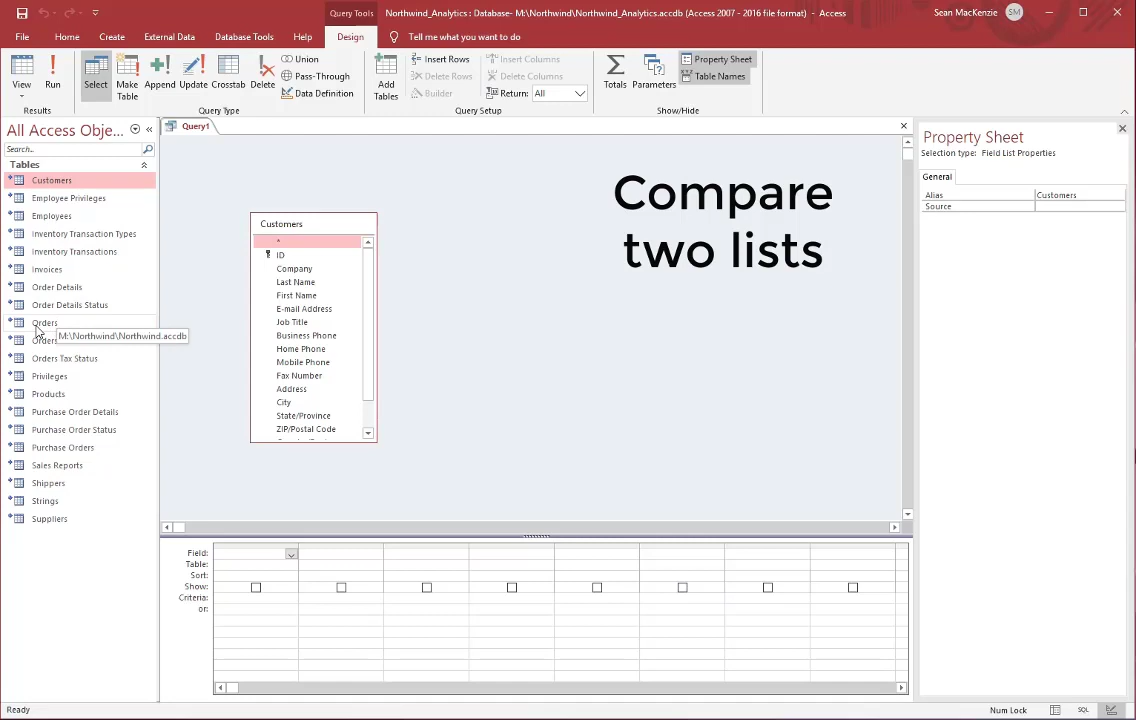 Query Tools
Northwind_Analytics : Database- M:\Northwind\Northwind_Analytics.accdb (Access 2007 - 2016 file format) - Access
Sean MacKenzie
SM
File
Home
Create
External Data
Database Tools
Help
Design
Tell me what you want to do
View
Run
Select
Make Table
Append
Update
Crosstab
Delete
Union
Pass-Through
Data Definition
Add Tables
Insert Rows
Delete Rows
Builder
Insert Columns
Delete Columns
Return: All
Totals
Parameters
Property Sheet
Table Names
Results
Query Type
Query Setup
Show/Hide
All Access Obje...
Search...
Tables
Customers
Employee Privileges
Employees
Inventory Transaction Types
Inventory Transactions
Invoices
Order Details
Order Details Status
Orders
M:\Northwind\Northwind.accdb
Orders
Orders Tax Status
Privileges
Products
Purchase Order Details
Purchase Order Status
Purchase Orders
Sales Reports
Shippers
Strings
Suppliers
Query1
Customers
*
ID
Company
Last Name
First Name
E-mail Address
Job Title
Business Phone
Home Phone
Mobile Phone
Fax Number
Address
City
State/Province
ZIP/Postal Code
Compare
two lists
Field:
Table:
Sort:
Show:
Criteria:
or:
Property Sheet
Selection type: Field List Properties
General
Alias Customers
Source
Ready
Num Lock
SQL